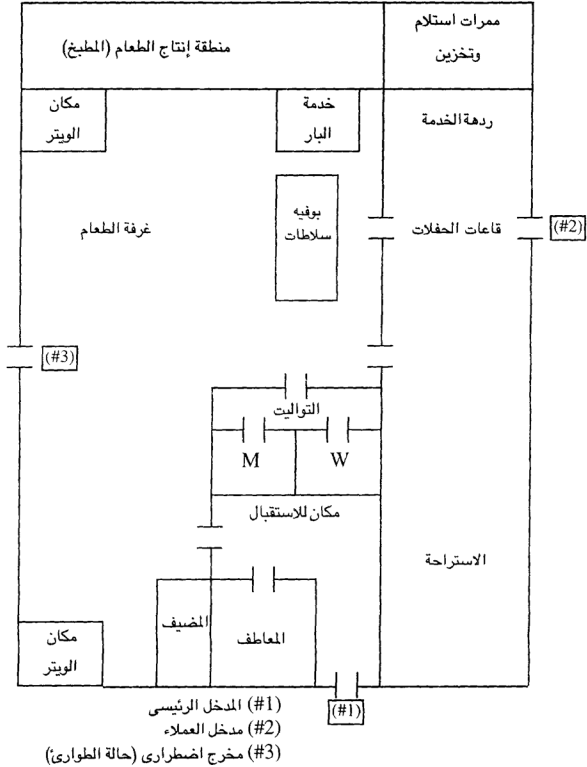 ممرات استلام
وتخزين
منطقة إنتاج الطعام (المطبخ)
مكان
الويتر
خدمة
البار
ردهة الخدمة
بوفيه
سلاطات
غرفة الطعام
قاعات الحفلات
(#2)
(#3)
التواليت
M
W
مكان للاستقبال
الاستراحة
المضيف
المعاطف
مكان
الويتر
(#1)
(#1) المدخل الرئيسى
(#2) مدخل العملاء
(#3) مخرج اضطرارى (حالة الطوارئ)